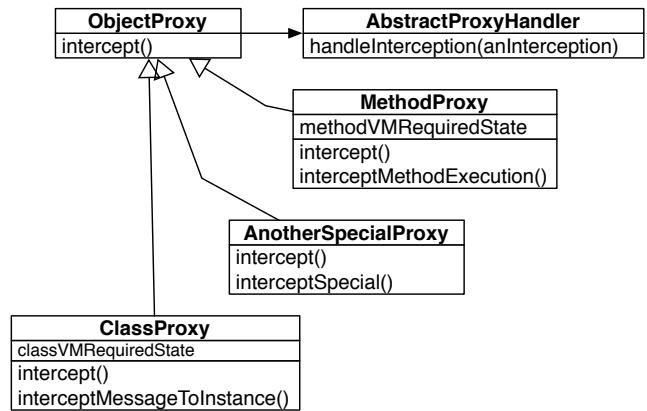 ObjectProxy
intercept()
AbstractProxyHandler
handleInterception(anInterception)
MethodProxy
methodVMRequiredState
intercept()
interceptMethodExecution()
AnotherSpecialProxy
intercept()
interceptSpecial()
ClassProxy
classVMRequiredState
intercept()
interceptMessageToInstance()